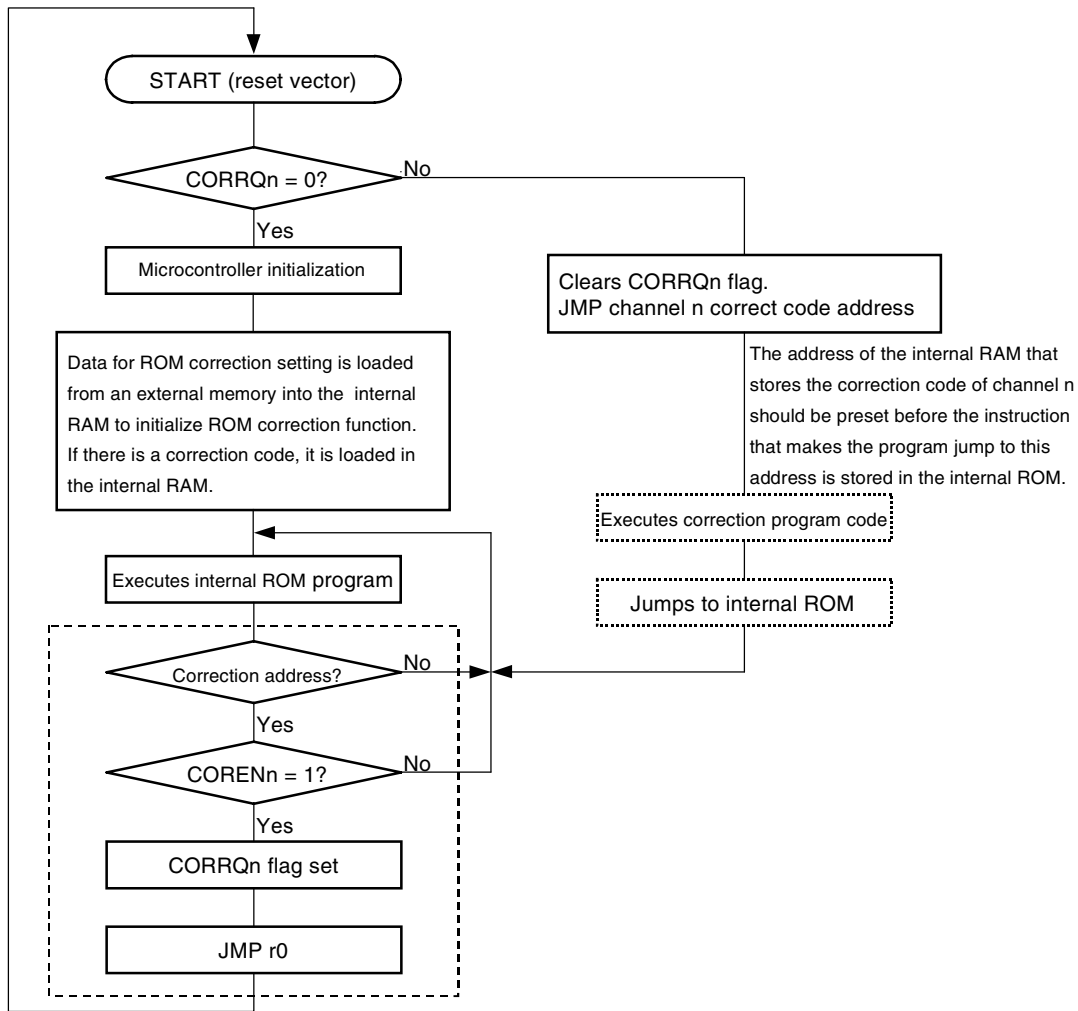 START (reset vector)
No
CORRQn = 0?
Yes
Microcontroller initialization
Clears CORRQn flag.
JMP channel n correct code address
Data for ROM correction setting is loaded
from an external memory into the internal
RAM to initialize ROM correction function.
If there is a correction code, it is loaded in
the internal RAM.
The address of the internal RAM that
stores the correction code of channel n
should be preset before the instruction
that makes the program jump to this
address is stored in the internal ROM.
Executes correction program code
Executes internal ROM program
Jumps to internal ROM
No
Correction address?
Yes
No
CORENn = 1?
Yes
CORRQn flag set
JMP r0